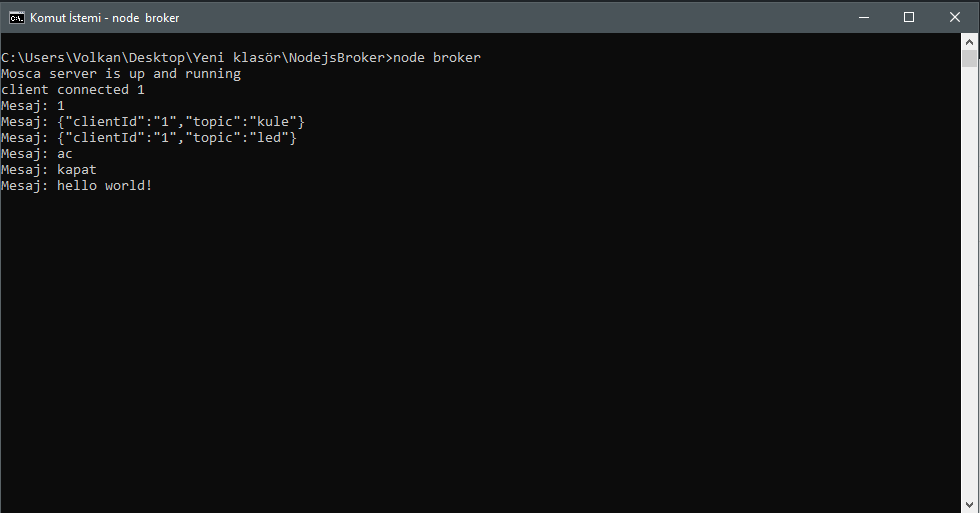 Komut İstemi - node broker
C:\Users\Volkan\Desktop\Yeni klasör\NodejsBroker>node broker
Mosca server is up and running
client connected 1
Mesaj: 1
Mesaj: {"clientId":"1","topic":"kule"}
Mesaj: {"clientId":"1","topic":"led"}
Mesaj: ac
Mesaj: kapat
Mesaj: hello world!